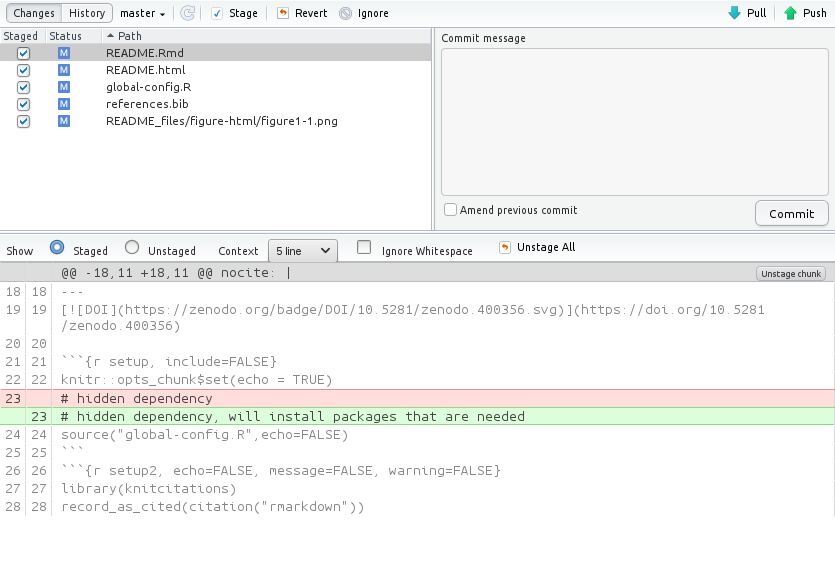 Changes History master Stage Revert Ignore Pull Push
Staged Status Path
M README.Rmd
M README.html
M global-config.R
M references.bib
M README_files/figure-html/figure1-1.png
Commit message
Amend previous commit
Commit
Show Staged Unstaged Context 5 line Ignore Whitespace Unstage All
@@ -18,11 +18,11 @@ nocite: |
Unstage chunk
18 18 ---
19 19 [![DOI](https://zenodo.org/badge/DOI/10.5281/zenodo.400356.svg)](https://doi.org/10.5281
/zenodo.400356)
20 20
21 21 ```{r setup, include=FALSE}
22 22 knitr::opts_chunk$set(echo = TRUE)
23 # hidden dependency
23 # hidden dependency, will install packages that are needed
24 24 source("global-config.R",echo=FALSE)
25 25 ```
26 26 ```{r setup2, echo=FALSE, message=FALSE, warning=FALSE}
27 27 library(knitcitations)
28 28 record_as_cited(citation("rmarkdown"))